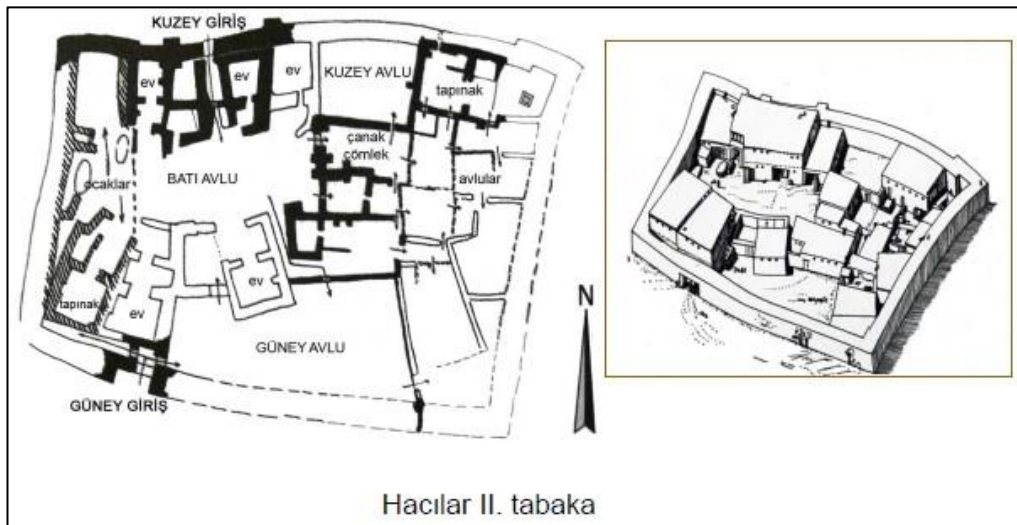 KUZEY GİRİŞ
ev
ev
ev
KUZEY AVLU
tapınak
çanak
çömlek
ocaklar
BATI AVLU
avlular
tapınak
ev
ev
GÜNEY AVLU
N
GÜNEY GİRİŞ
Hacılar II. tabaka